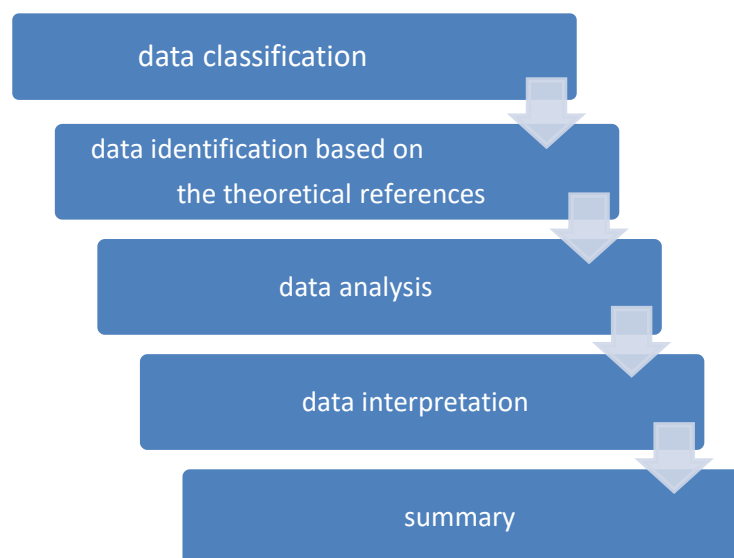 data classification
data identification based on
the theoretical references
data analysis
data interpretation
summary